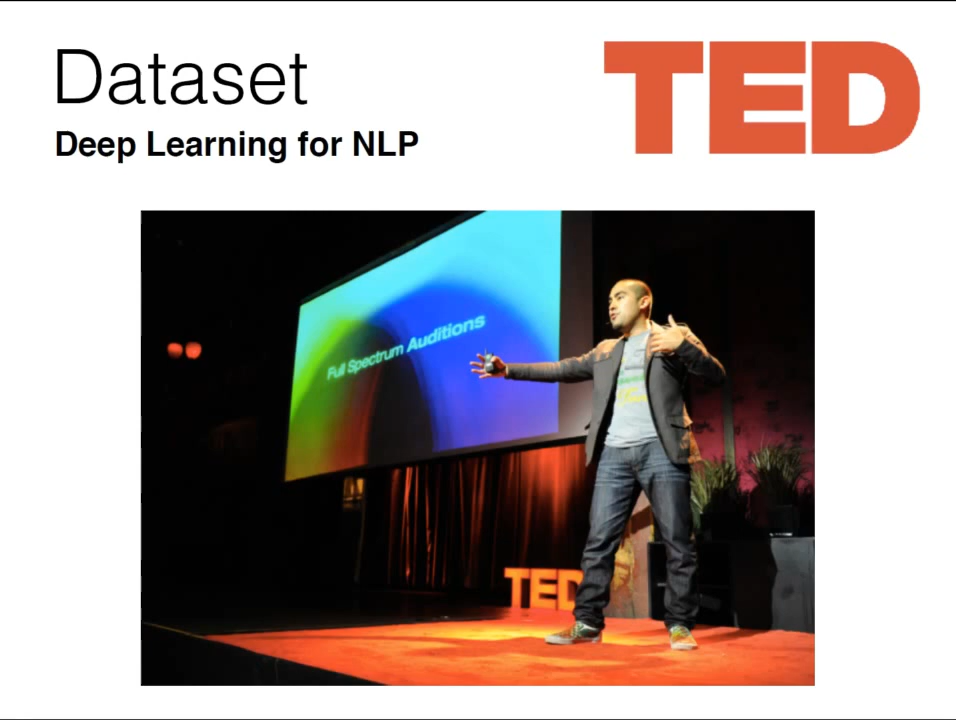 Dataset
Deep Learning for NLP
TED
Full Spectrum Auditions
TED